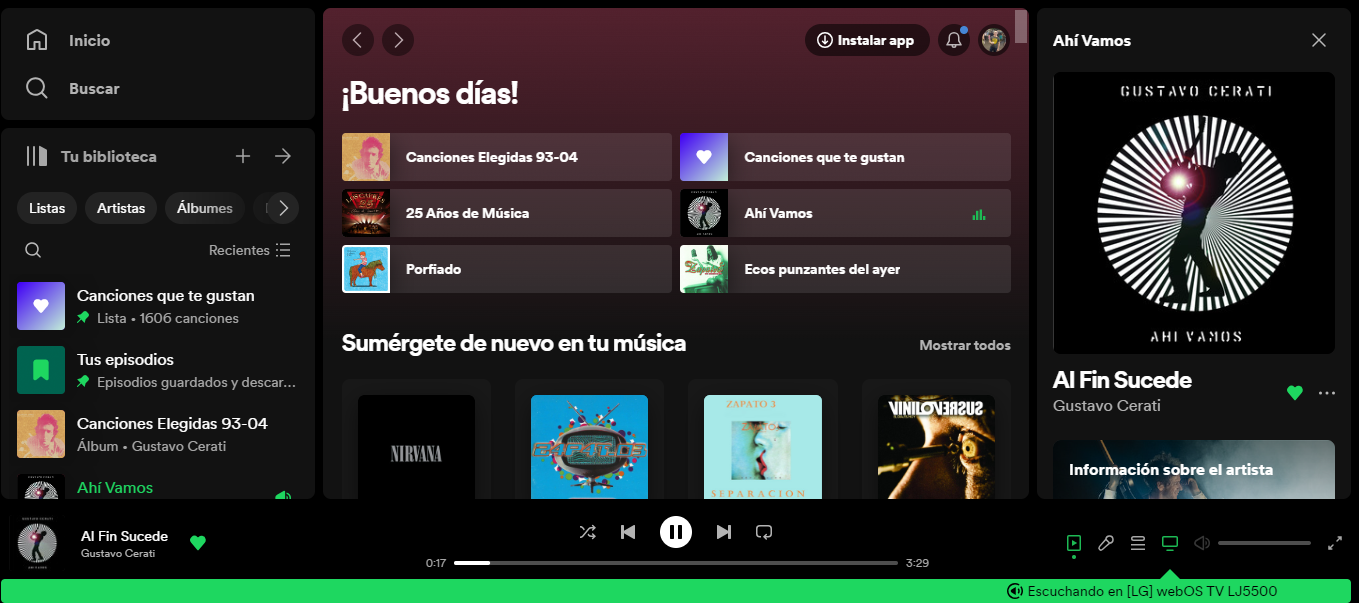 Inicio
Buscar
Tu biblioteca
Listas
Artistas
Álbumes
Recientes
Canciones que te gustan
Lista • 1606 canciones
Tus episodios
Episodios guardados y descar...
Canciones Elegidas 93-04
Álbum • Gustavo Cerati
Ahí Vamos
Instalar app
¡Buenos días!
Canciones Elegidas 93-04
Canciones que te gustan
25 Años de Música
Ahí Vamos
Porfiado
Ecos punzantes del ayer
Sumérgete de nuevo en tu música
Mostrar todos
NIRVANA
ZAPATO 3
SEPARACION
VINILOVERSUS
Ahí Vamos
GUSTAVO CERATI
AHI VAMOS
Al Fin Sucede
Gustavo Cerati
Información sobre el artista
Al Fin Sucede
Gustavo Cerati
0:17
3:29
Escuchando en [LG] webOS TV LJ5500